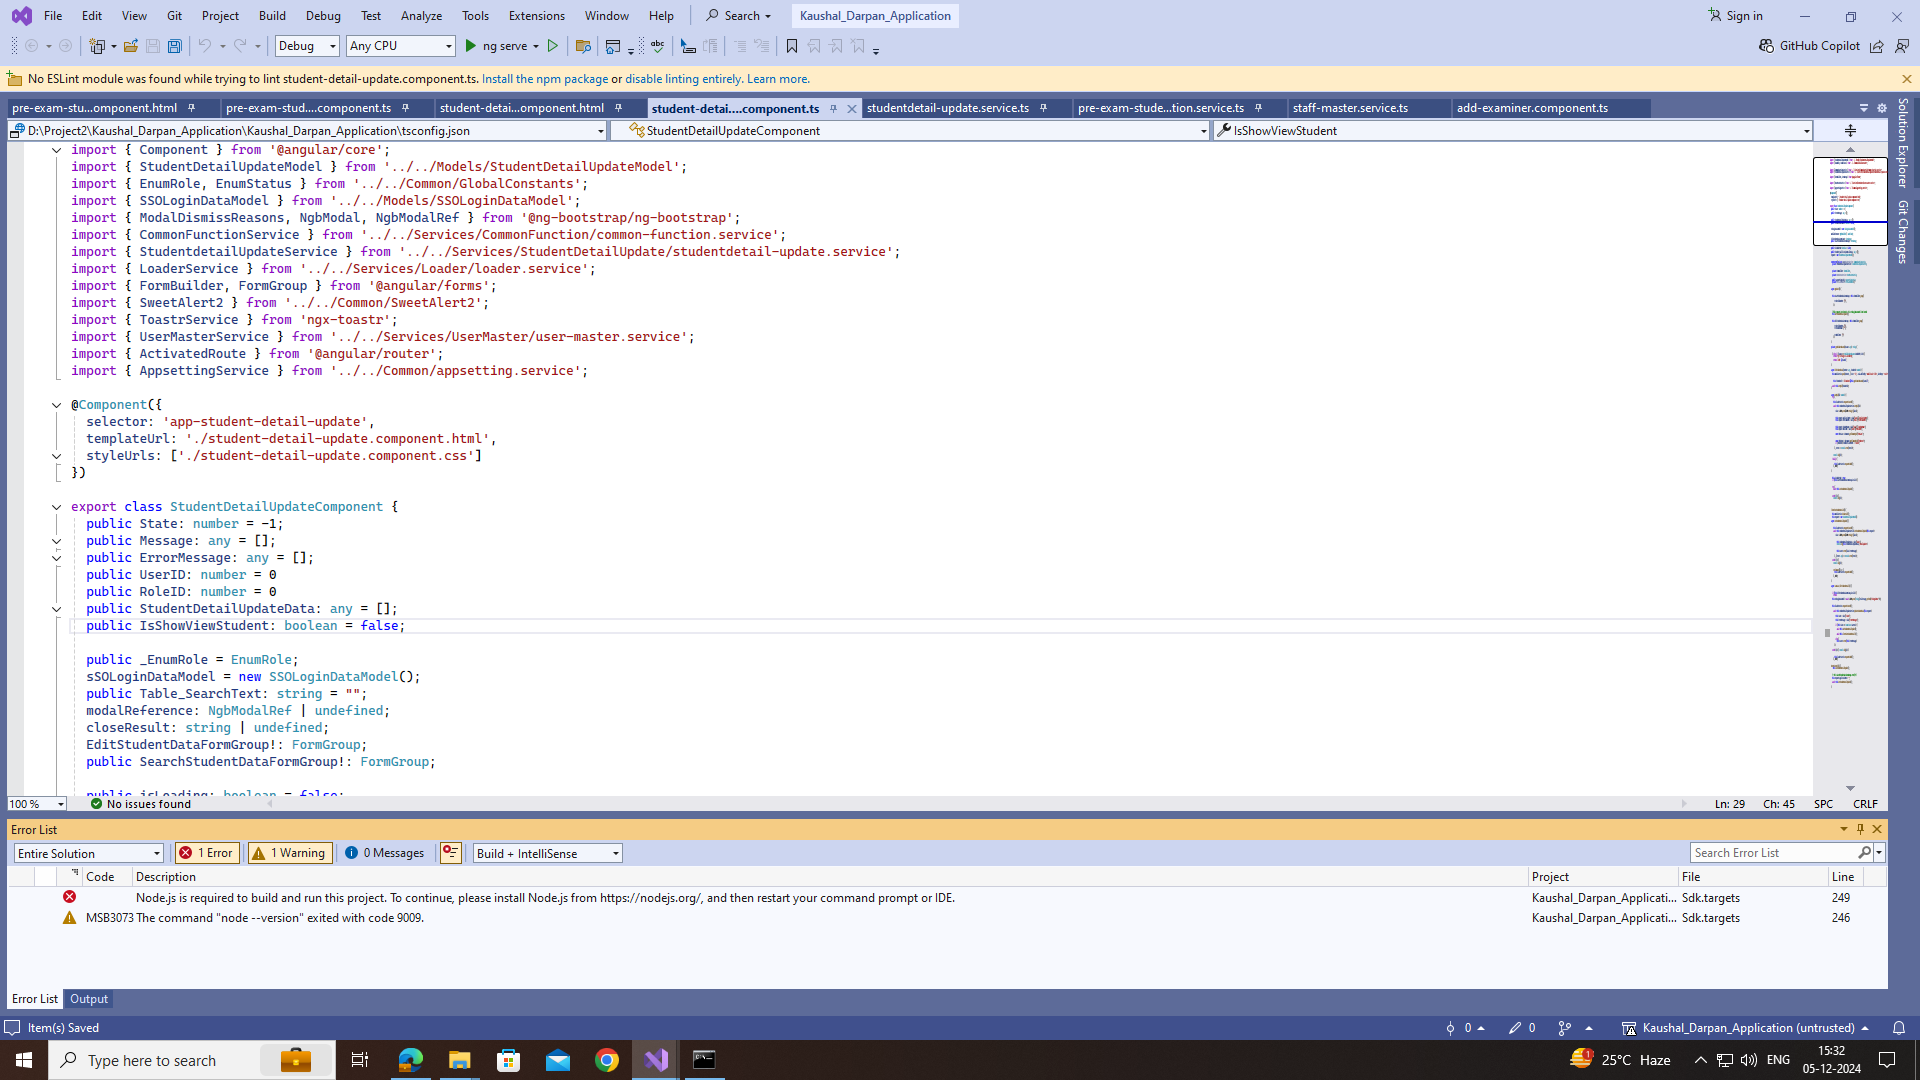 File Edit View Git Project Build Debug Test Analyze Tools Extensions Window Help Search Kaushal_Darpan_Application Sign in
Debug Any CPU ng serve GitHub Copilot
No ESLint module was found while trying to lint student-detail-update.component.ts. Install the npm package or disable linting entirely. Learn more.
pre-exam-stu...omponent.html pre-exam-stud....component.ts student-detai...omponent.html student-detai....component.ts studentdetail-update.service.ts pre-exam-stude...tion.service.ts staff-master.service.ts add-examiner.component.ts
D:\Project2\Kaushal_Darpan_Application\Kaushal_Darpan_Application\tsconfig.json StudentDetailUpdateComponent IsShowViewStudent
Solution Explorer
Git Changes
import { Component } from '@angular/core';
import { StudentDetailUpdateModel } from '../../Models/StudentDetailUpdateModel';
import { EnumRole, EnumStatus } from '../../Common/GlobalConstants';
import { SSOLoginDataModel } from '../../Models/SSOLoginDataModel';
import { ModalDismissReasons, NgbModal, NgbModalRef } from '@ng-bootstrap/ng-bootstrap';
import { CommonFunctionService } from '../../Services/CommonFunction/common-function.service';
import { StudentdetailUpdateService } from '../../Services/StudentDetailUpdate/studentdetail-update.service';
import { LoaderService } from '../../Services/Loader/loader.service';
import { FormBuilder, FormGroup } from '@angular/forms';
import { SweetAlert2 } from '../../Common/SweetAlert2';
import { ToastrService } from 'ngx-toastr';
import { UserMasterService } from '../../Services/UserMaster/user-master.service';
import { ActivatedRoute } from '@angular/router';
import { AppsettingService } from '../../Common/appsetting.service';
@Component({
selector: 'app-student-detail-update',
templateUrl: './student-detail-update.component.html',
styleUrls: ['./student-detail-update.component.css']
})
export class StudentDetailUpdateComponent {
public State: number = -1;
public Message: any = [];
public ErrorMessage: any = [];
public UserID: number = 0
public RoleID: number = 0
public StudentDetailUpdateData: any = [];
public IsShowViewStudent: boolean = false;
public _EnumRole = EnumRole;
sSOLoginDataModel = new SSOLoginDataModel();
public Table_SearchText: string = "";
modalReference: NgbModalRef | undefined;
closeResult: string | undefined;
EditStudentDataFormGroup!: FormGroup;
public SearchStudentDataFormGroup!: FormGroup;
public isLoading: boolean = false;
100 % No issues found Ln: 29 Ch: 45 SPC CRLF
Error List
Entire Solution 1 Error 1 Warning 0 Messages Build + IntelliSense Search Error List
Code Description Project File Line
Node.js is required to build and run this project. To continue, please install Node.js from https://nodejs.org/, and then restart your command prompt or IDE. Kaushal_Darpan_Applicati... Sdk.targets 249
MSB3073 The command "node --version" exited with code 9009. Kaushal_Darpan_Applicati... Sdk.targets 246
Error List Output
Item(s) Saved 0 0 Kaushal_Darpan_Application (untrusted)
Type here to search 25°C Haze ENG 15:32
05-12-2024